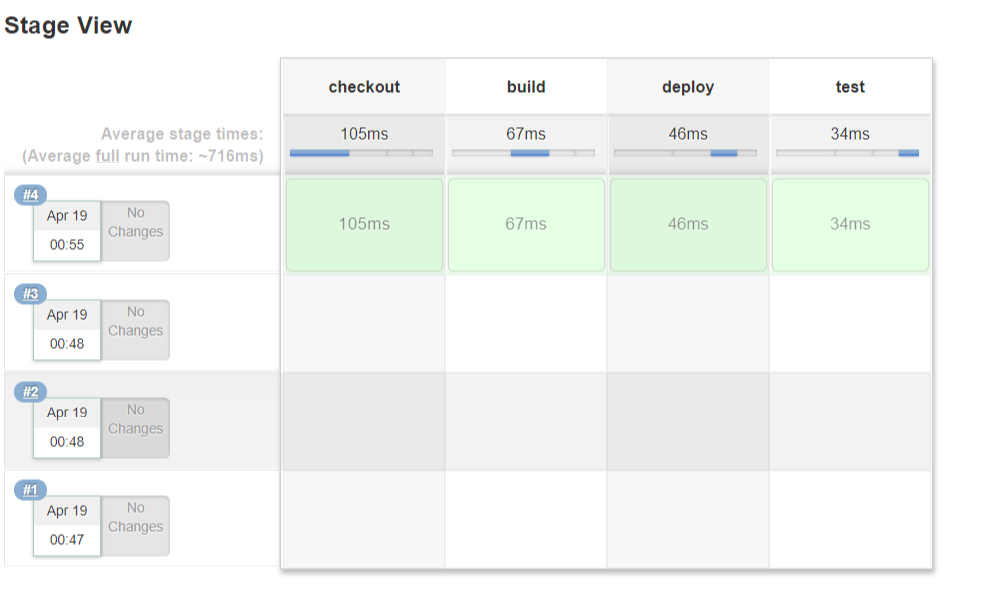 Stage View
checkout build deploy test
Average stage times: 105ms 67ms 46ms 34ms
(Average full run time: ~716ms)
#4
Apr 19 No
Changes
00:55
105ms 67ms 46ms 34ms
#3
Apr 19 No
Changes
00:48
#2
Apr 19 No
Changes
00:48
#1
Apr 19 No
Changes
00:47